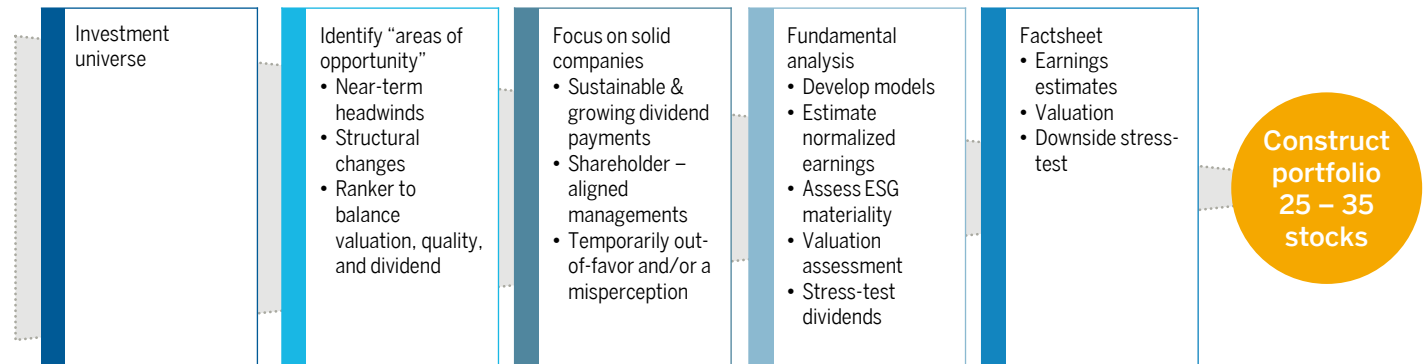 Investment
universe
Identify “areas of
opportunity”
• Near-term
headwinds
• Structural
changes
• Ranker to
balance
valuation, quality,
and dividend
Focus on solid
companies
• Sustainable &
growing dividend
payments
• Shareholder –
aligned
managements
• Temporarily out-
of-favor and/or a
misperception
Fundamental
analysis
• Develop models
• Estimate
normalized
earnings
• Assess ESG
materiality
• Valuation
assessment
• Stress-test
dividends
Factsheet
• Earnings
estimates
• Valuation
• Downside stress-
test
Construct
portfolio
25 – 35
stocks